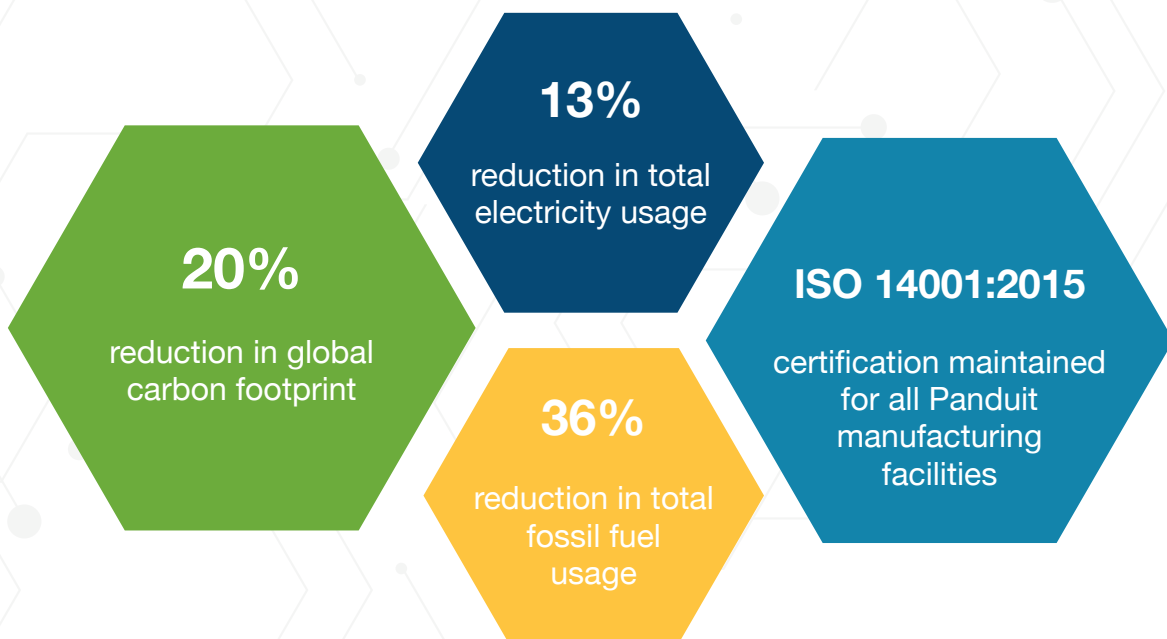 20%
reduction in global
carbon footprint
13%
reduction in total
electricity usage
36%
reduction in total
fossil fuel
usage
ISO 14001:2015
certification maintained
for all Panduit
manufacturing
facilities